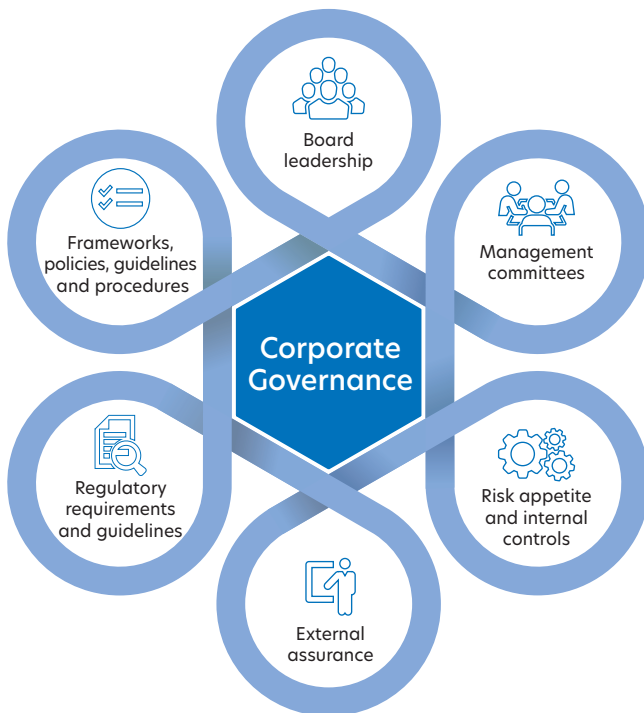 Board
leadership
Frameworks,
policies, guidelines
and procedures
Management
committees
Corporate
Governance
Regulatory
requirements
and guidelines
Risk appetite
and internal
controls
External
assurance